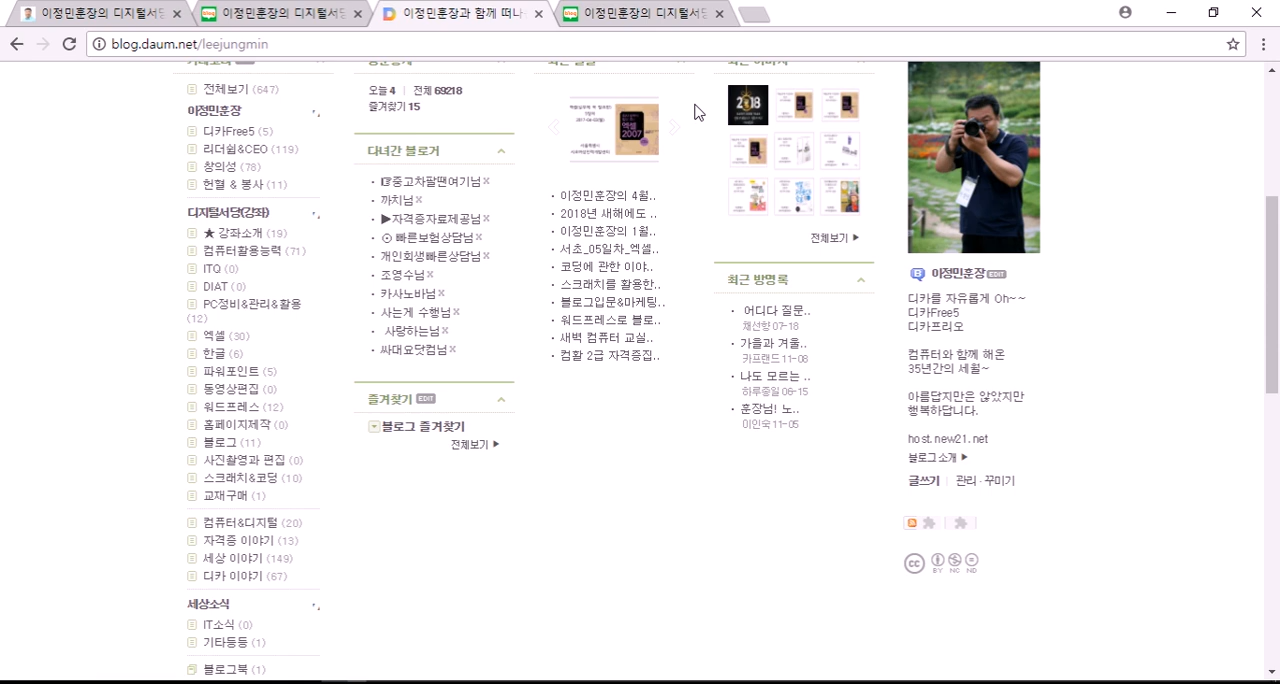 이정민훈장의 디지털서당
이정민훈장의 디지털서당
이정민훈장과 함께 떠나
이정민훈장의 디지털서당
blog.daum.net/leejungmin
전체보기 (647)
이정민훈장
디카Free5 (5)
리더쉽&CEO (119)
창의성 (78)
헌혈 & 봉사 (11)
디지털서당(강좌)
★ 강좌소개 (19)
컴퓨터활용능력 (71)
ITQ (0)
DIAT (0)
PC정비&관리&활용
(12)
엑셀 (30)
한글 (6)
파워포인트 (5)
동영상편집 (0)
워드프레스 (12)
홈페이지제작 (0)
블로그 (11)
사진촬영과 편집 (0)
스크래치&코딩 (10)
교재구매 (1)
컴퓨터&디지털 (20)
자격증 이야기 (13)
세상 이야기 (149)
디카 이야기 (67)
세상소식
IT소식 (0)
기타등등 (1)
블로그북 (1)
오늘 4 | 전체 69218
즐겨찾기 15
다녀간 블로거
· ☞중고차팔땐여기님
· 까치님
· ▶자격증자료제공님
· ⊙ 빠른보험상담님
· 개인회생빠른상담님
· 조영수님
· 카사노바님
· 사는게 수행님
· 사랑하는님
· 싸대요닷컴님
즐겨찾기 EDIT
블로그 즐겨찾기
전체보기 ▶
엑셀
2007
· 이정민훈장의 4월..
· 2018년 새해에도 ..
· 이정민훈장의 1월..
· 서초_05일차_엑셀..
· 코딩에 관한 이야..
· 스크래치를 활용한..
· 블로그입문&마케팅..
· 워드프레스로 블로..
· 새벽 컴퓨터 교실..
· 컴활 2급 자격증집..
2018
전체보기 ▶
최근 방명록
· 어디다 질문..
채선향 07-18
· 가을과 겨울..
카프랜드 11-08
· 나도 모르는 ..
하루종일 06-15
· 훈장님! 노..
이인숙 11-05
이정민훈장 EDIT
디카를 자유롭게 Oh~~
디카Free5
디카프리오
컴퓨터와 함께 해온
35년간의 세월~
아름답지만은 않았지만
행복하답니다.
host.new21.net
블로그 소개 ▶
글쓰기 | 관리 · 꾸미기
cc
BY NC ND